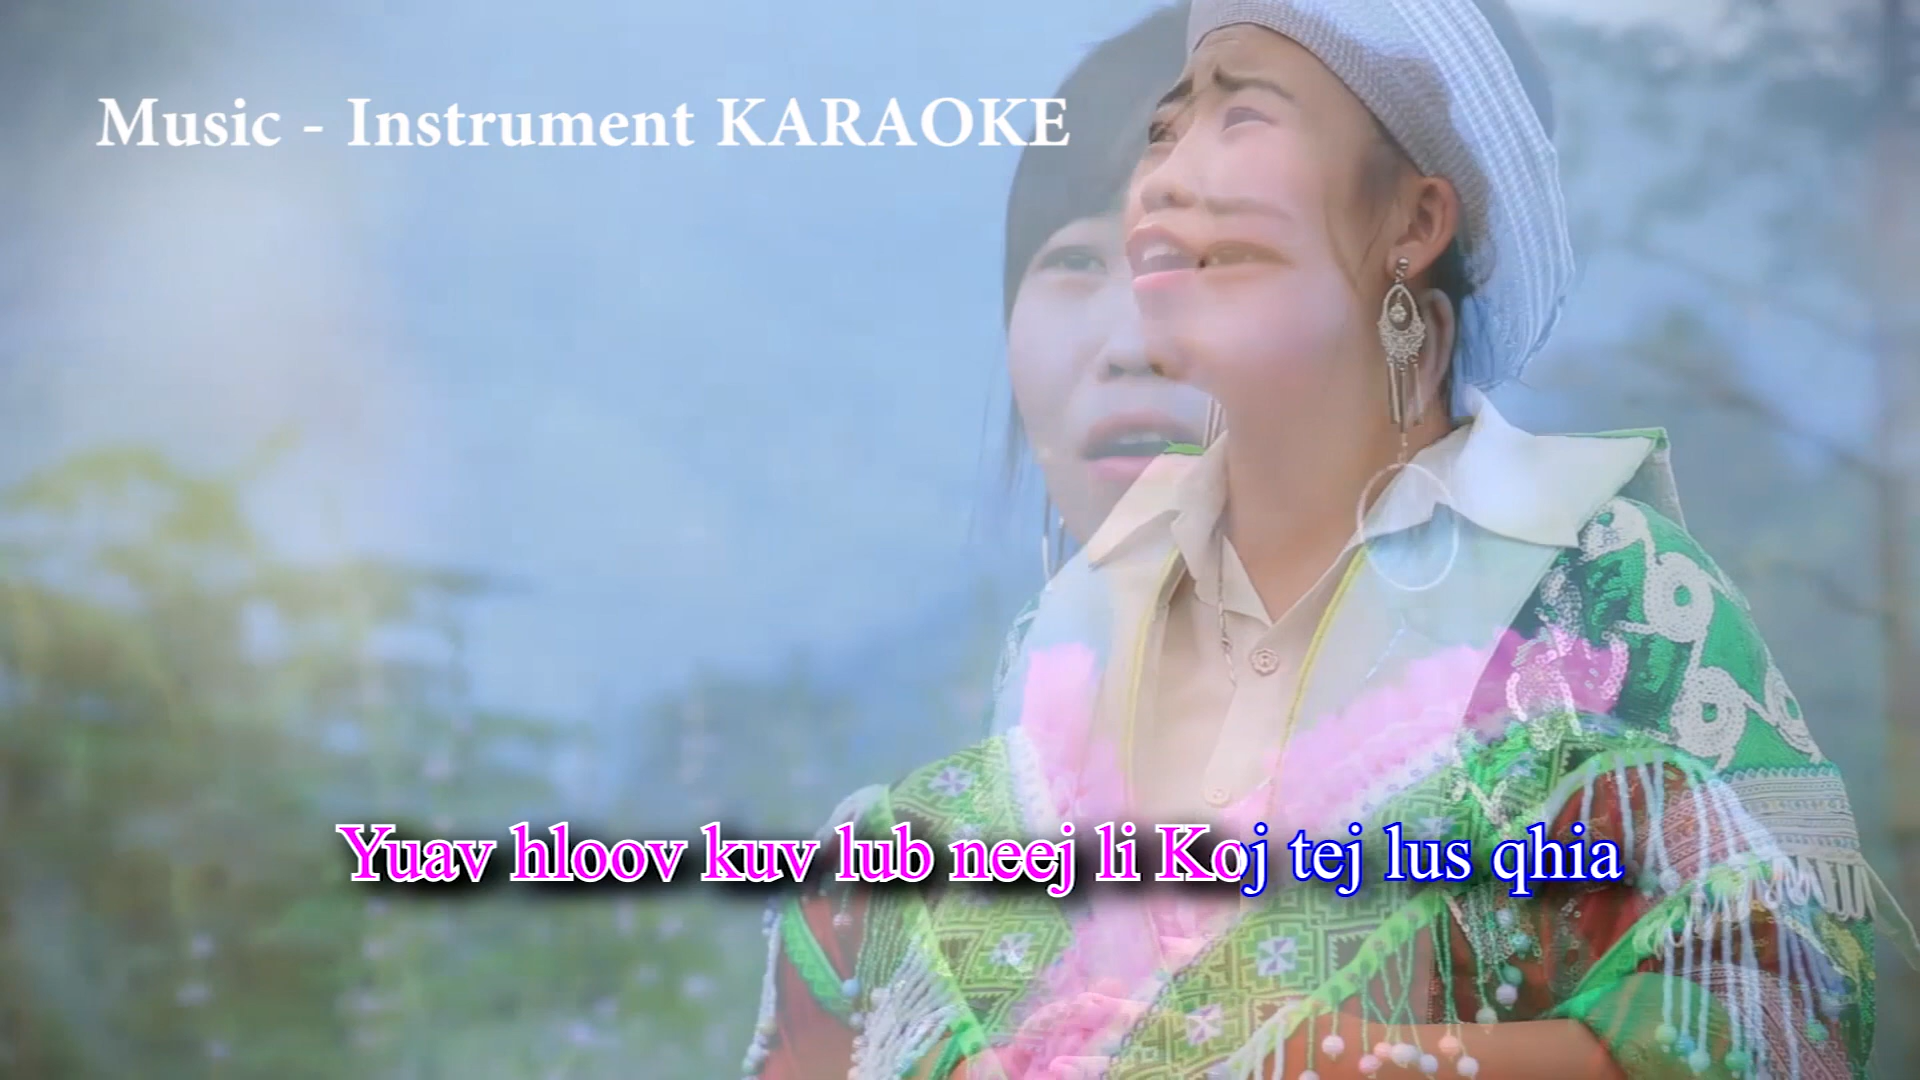 Music - Instrument KARAOKE
Yuav hloov kuv lub neej li Koj tej lus qhia